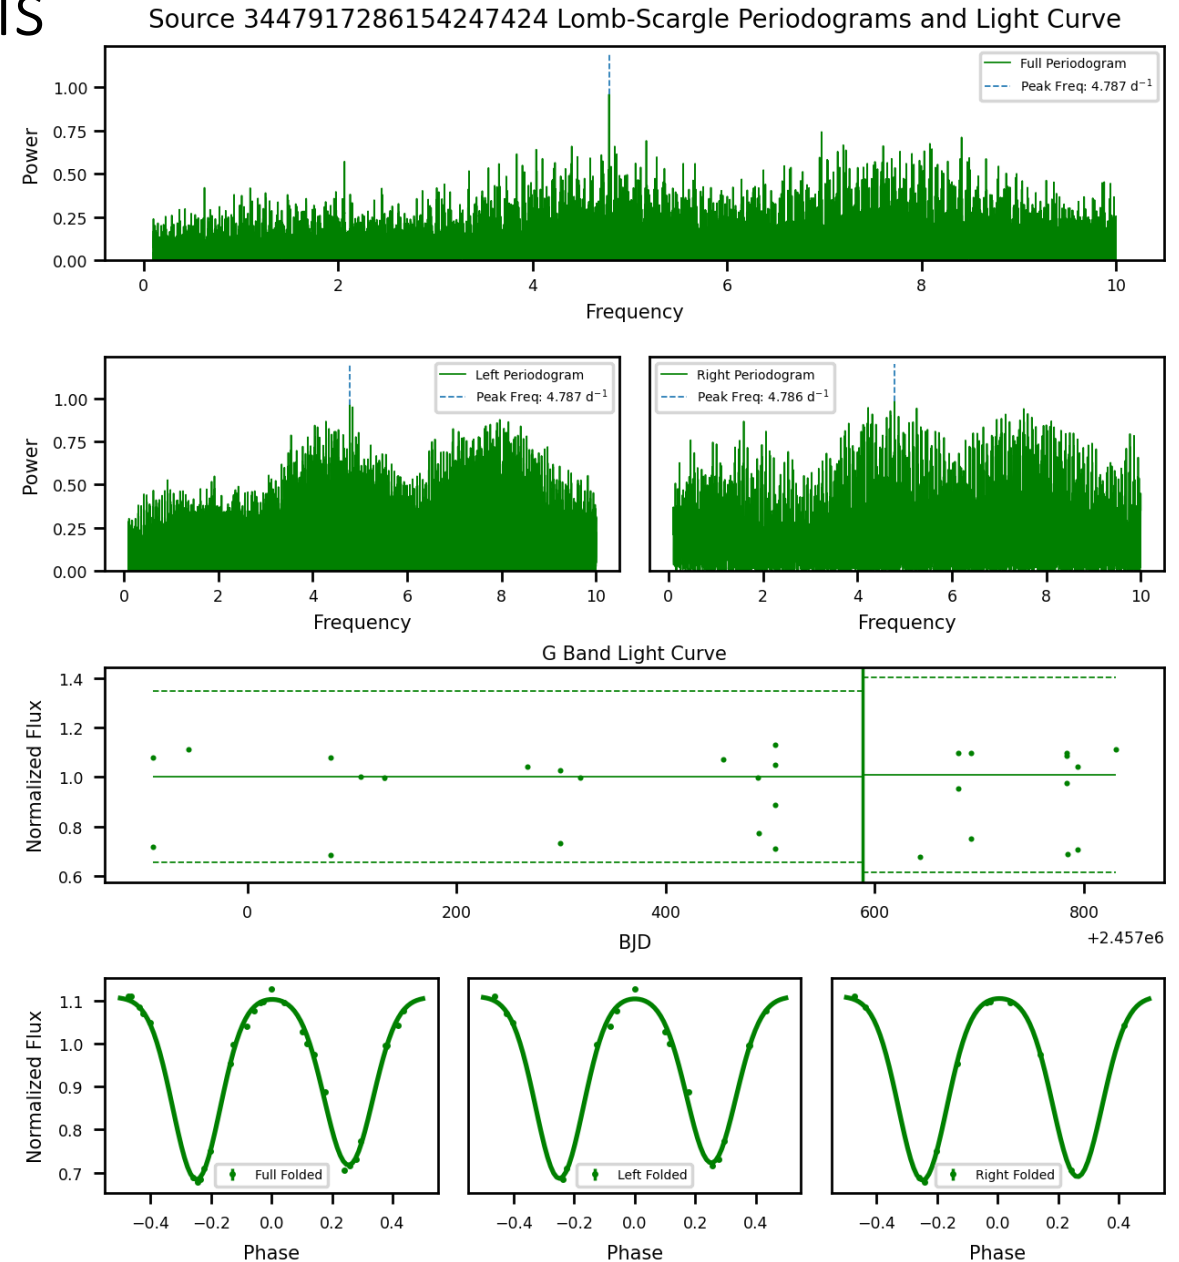 IS
Source 3447917286154247424 Lomb-Scargle Periodograms and Light Curve
Full Periodogram
Peak Freq: 4.787 d⁻¹
Power
1.00
0.75
0.50
0.25
0.00
0 2 4 6 8 10
Frequency
Left Periodogram
Peak Freq: 4.787 d⁻¹
Right Periodogram
Peak Freq: 4.786 d⁻¹
Power
1.00
0.75
0.50
0.25
0.00
0 2 4 6 8 10
0 2 4 6 8 10
Frequency
Frequency
G Band Light Curve
Normalized Flux
1.4
1.2
1.0
0.8
0.6
0 200 400 600 800
+2.457e6
BJD
Normalized Flux
1.1
1.0
0.9
0.8
0.7
Full Folded
Left Folded
Right Folded
−0.4 −0.2 0.0 0.2 0.4
−0.4 −0.2 0.0 0.2 0.4
−0.4 −0.2 0.0 0.2 0.4
Phase
Phase
Phase